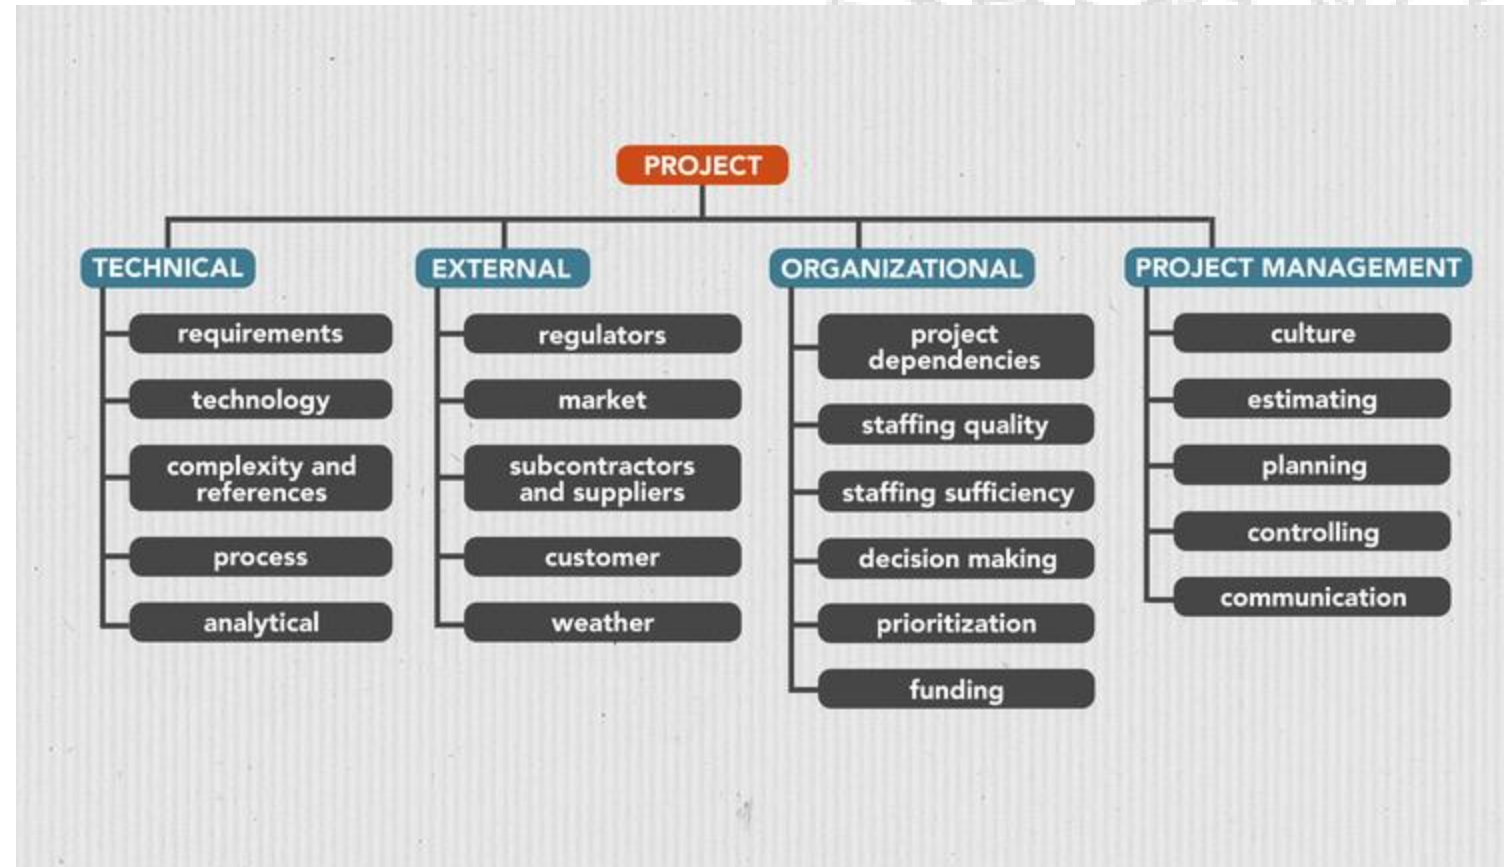 PROJECT
TECHNICAL
requirements
technology
complexity and
references
process
analytical
EXTERNAL
regulators
market
subcontractors
and suppliers
customer
weather
ORGANIZATIONAL
project
dependencies
staffing quality
staffing sufficiency
decision making
prioritization
funding
PROJECT MANAGEMENT
culture
estimating
planning
controlling
communication